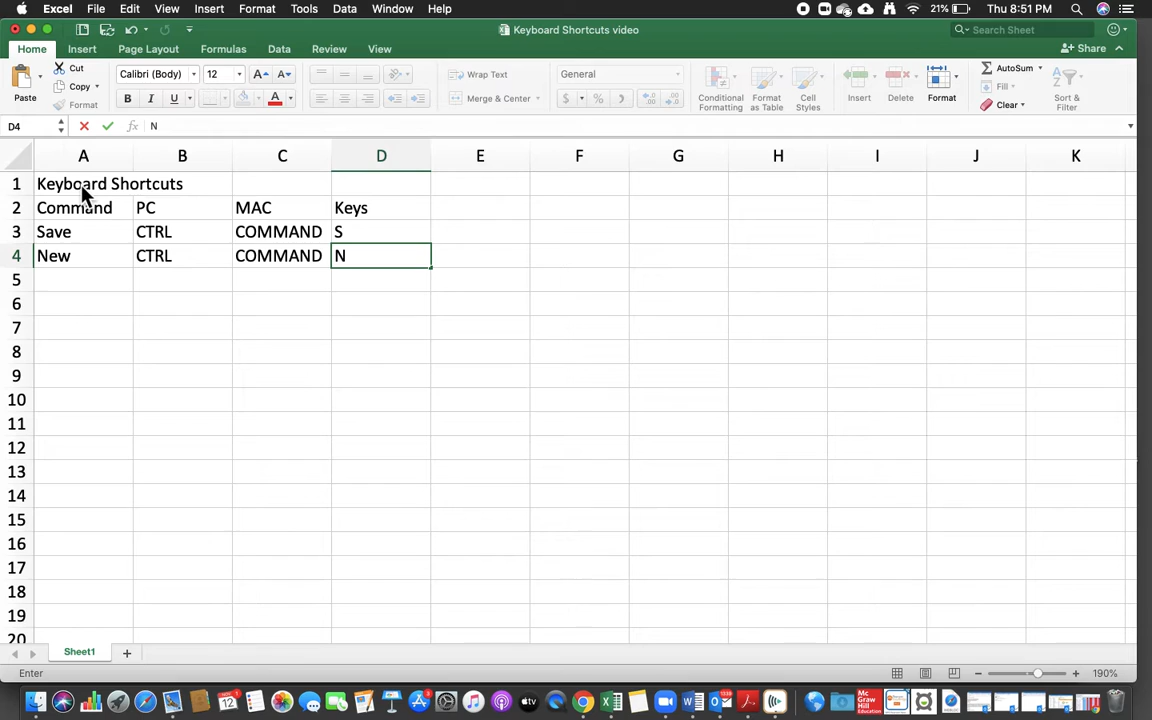 Excel File Edit View Insert Format Tools Data Window Help 21% Thu 8:51 PM
Keyboard Shortcuts video Search Sheet
Home Insert Page Layout Formulas Data Review View Share
Paste Cut Copy Format Calibri (Body) 12 A A Wrap Text General Conditional Formatting Format as Table Cell Styles Insert Delete Format AutoSum Fill Clear Sort & Filter
B I U A Merge & Center $ % )
D4 fx N
A B C D E F G H I J K
1 Keyboard Shortcuts
2 Command PC MAC Keys
3 Save CTRL COMMAND S
4 New CTRL COMMAND N
5
6
7
8
9
10
11
12
13
14
15
16
17
18
19
20
Sheet1 +
Enter 190%